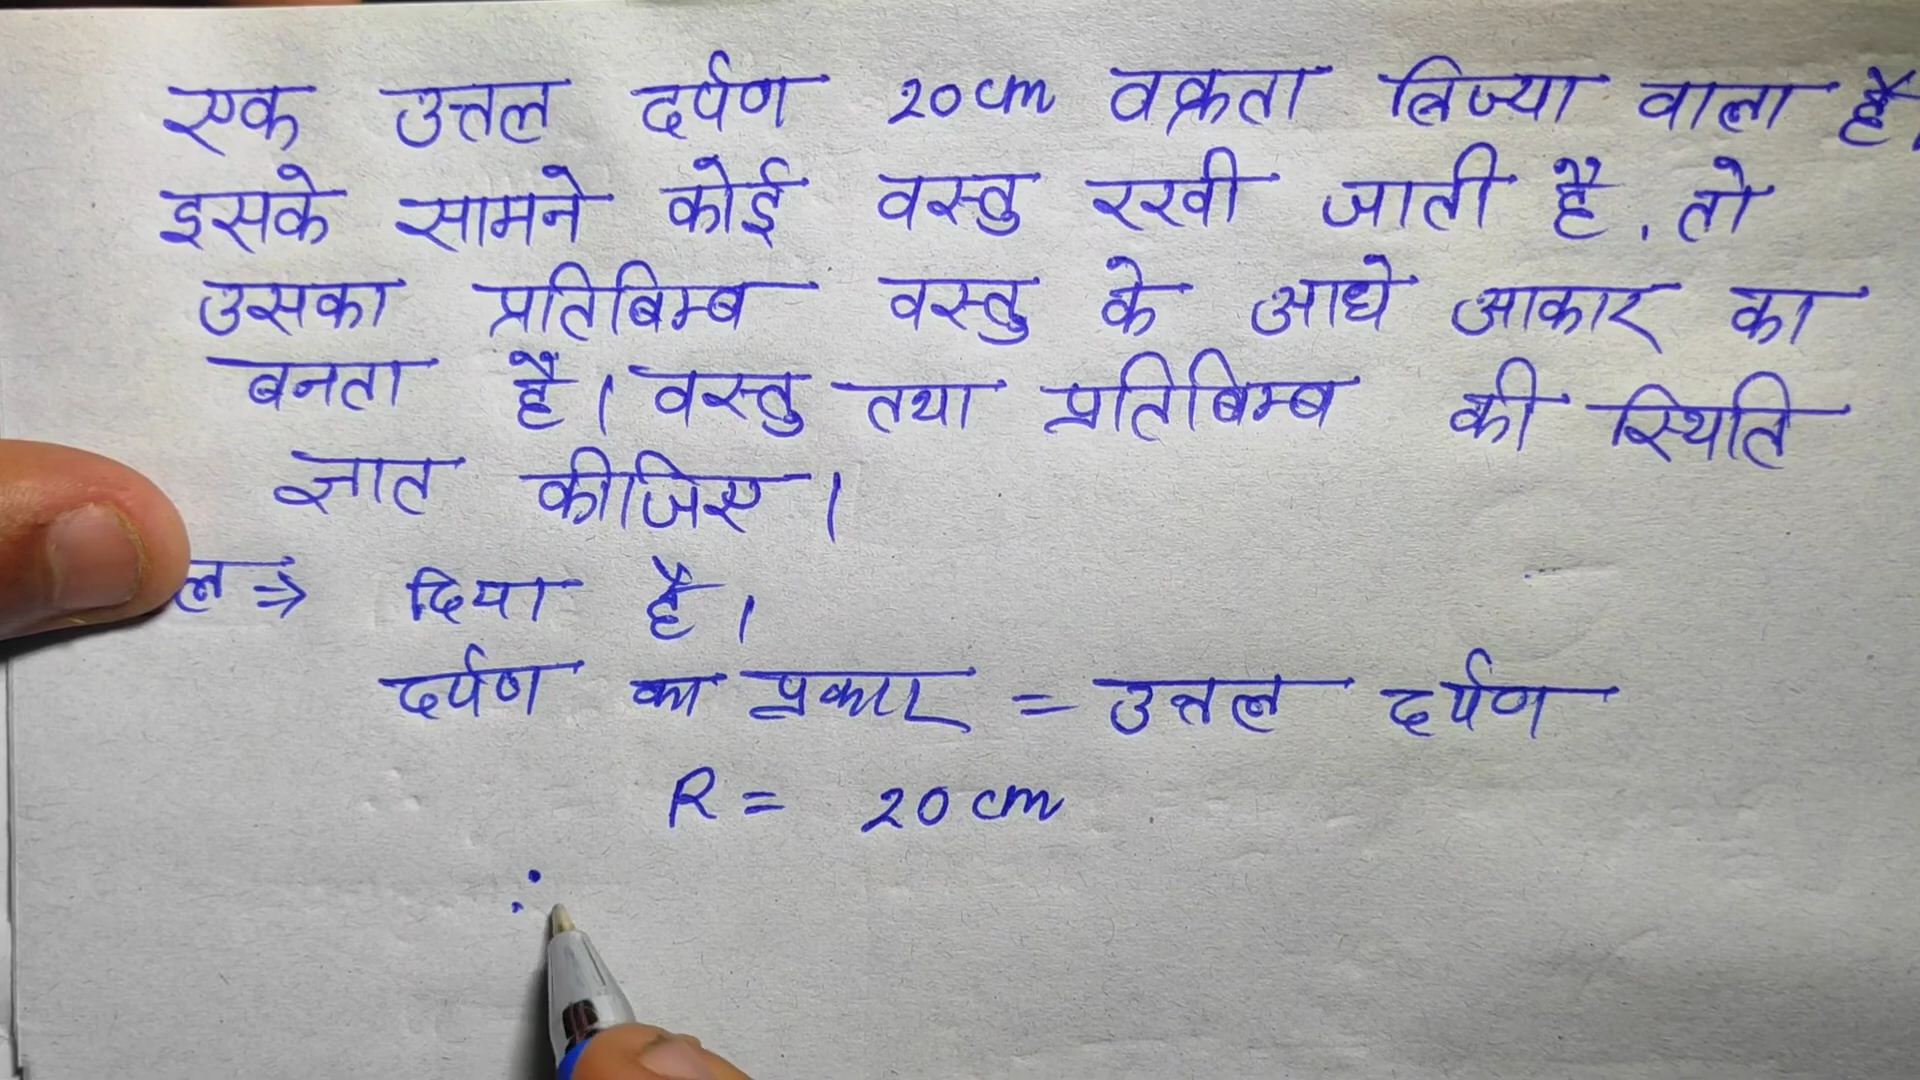 एक उत्तल दर्पण 20cm वक्रता त्रिज्या वाला है।
इसके सामने कोई वस्तु रखी जाती है, तो
उसका प्रतिबिम्ब वस्तु के आधे आकार का
बनता है। वस्तु तथा प्रतिबिम्ब की स्थिति
ज्ञात कीजिए।
ल ⇒ दिया है।
दर्पण का प्रकार = उत्तल दर्पण
R = 20 cm